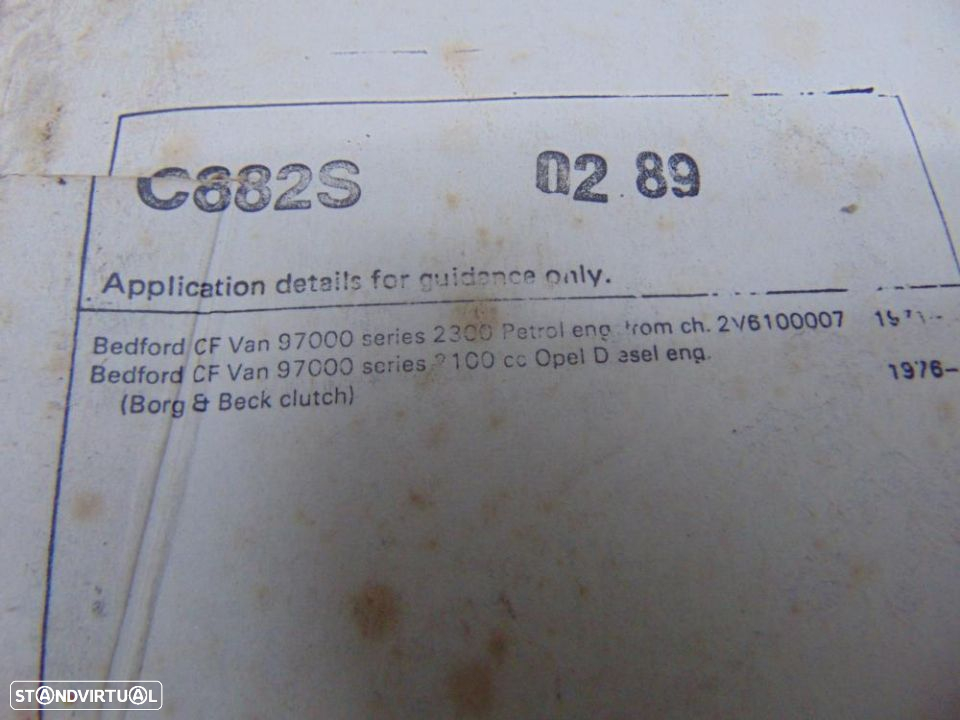 C882S 02 89
Application details for guidance only.
Bedford CF Van 97000 series 2300 Petrol eng. from ch. 2V6100007
Bedford CF Van 97000 series 2100 cc Opel Diesel eng. 1976-
(Borg & Beck clutch)
STANDVIRTUAL